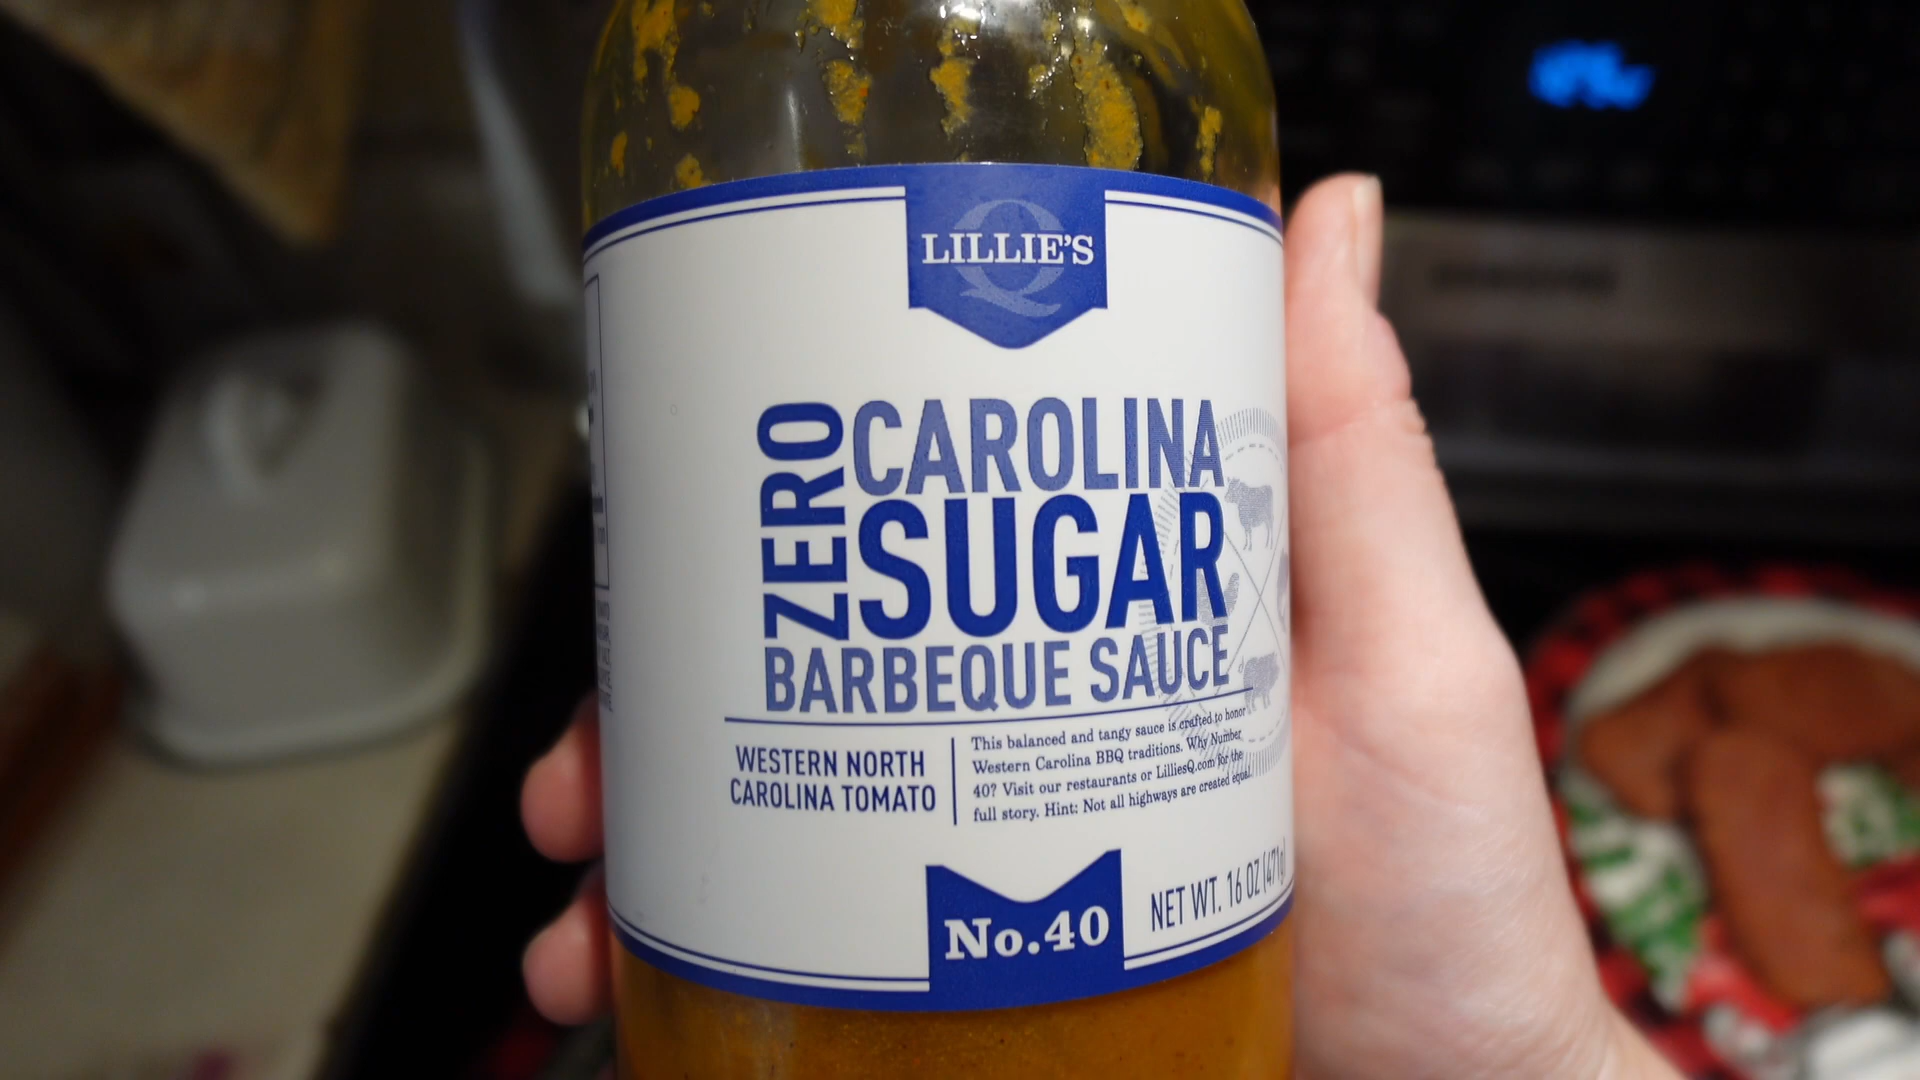 LILLIE'S
Q
ZERO
CAROLINA
SUGAR
BARBEQUE SAUCE
WESTERN NORTH
CAROLINA TOMATO
This balanced and tangy sauce is crafted to honor
Western Carolina BBQ traditions. Why Number
40? Visit our restaurants or LilliesQ.com for the
full story. Hint: Not all highways are created equal.
No.40
NET WT. 16 OZ (471g)